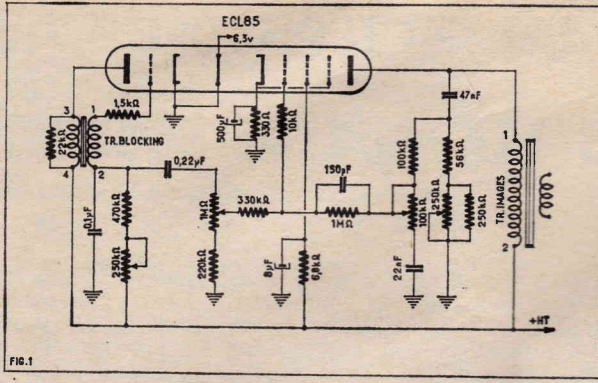 ECL85
6,3v
3
1
1,5kΩ
22kΩ
TR.BLOCKING
4
2
500µF
330Ω
10kΩ
47nF
0,22µF
100kΩ
56kΩ
150pF
1
TR.IMAGES
2
0,1µF
470kΩ
1MΩ
330kΩ
1MΩ
100kΩ
250kΩ
250kΩ
250kΩ
220kΩ
8µF
6,8kΩ
22nF
+HT
FIG.1